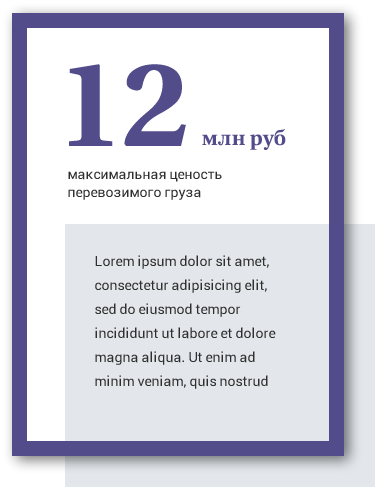 12 млн руб
максимальная ценость
перевозимого груза
Lorem ipsum dolor sit amet,
consectetur adipisicing elit,
sed do eiusmod tempor
incididunt ut labore et dolore
magna aliqua. Ut enim ad
minim veniam, quis nostrud